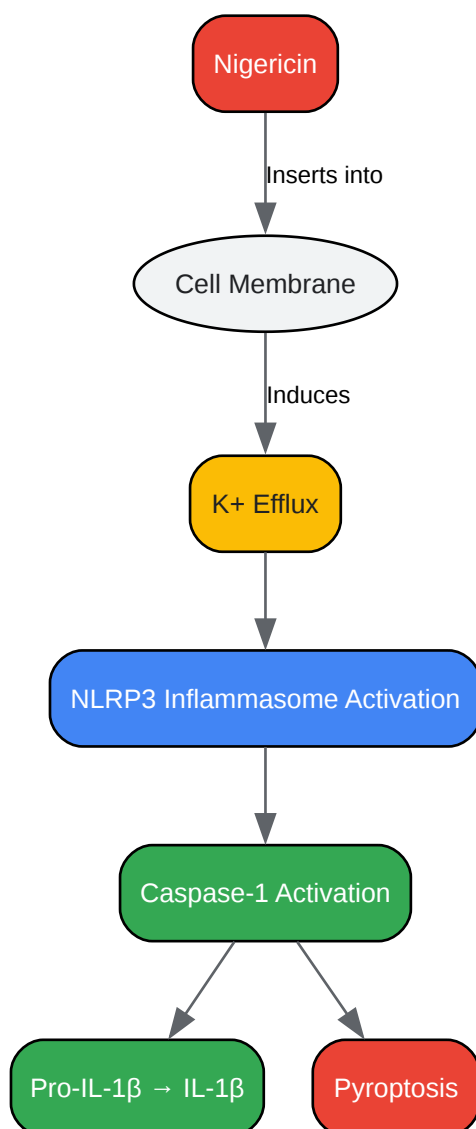 Nigericin
Inserts into
Cell Membrane
Induces
K+ Efflux
NLRP3 Inflammasome Activation
Caspase-1 Activation
Pro-IL-1β → IL-1β
Pyroptosis